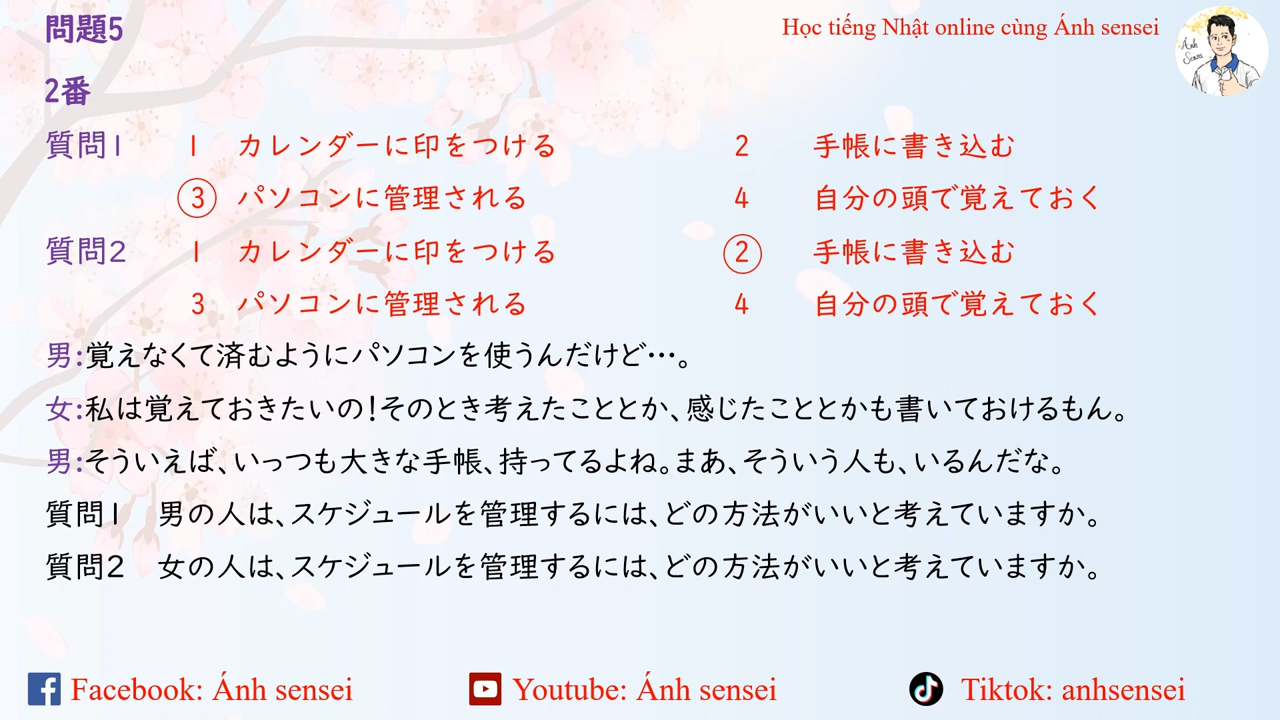 問題5
Học tiếng Nhật online cùng Ánh sensei
Ánh Sensei
2番
質問1 1 カレンダーに印をつける 2 手帳に書き込む
③ パソコンに管理される 4 自分の頭で覚えておく
質問2 1 カレンダーに印をつける ② 手帳に書き込む
3 パソコンに管理される 4 自分の頭で覚えておく
男:覚えなくて済むようにパソコンを使うんだけど…。
女:私は覚えておきたいの!そのとき考えたこととか、感じたこととかも書いておけるもん。
男:そういえば、いっつも大きな手帳、持ってるよね。まあ、そういう人も、いるんだな。
質問1 男の人は、スケジュールを管理するには、どの方法がいいと考えていますか。
質問2 女の人は、スケジュールを管理するには、どの方法がいいと考えていますか。
Facebook: Ánh sensei
Youtube: Ánh sensei
Tiktok: anhsensei